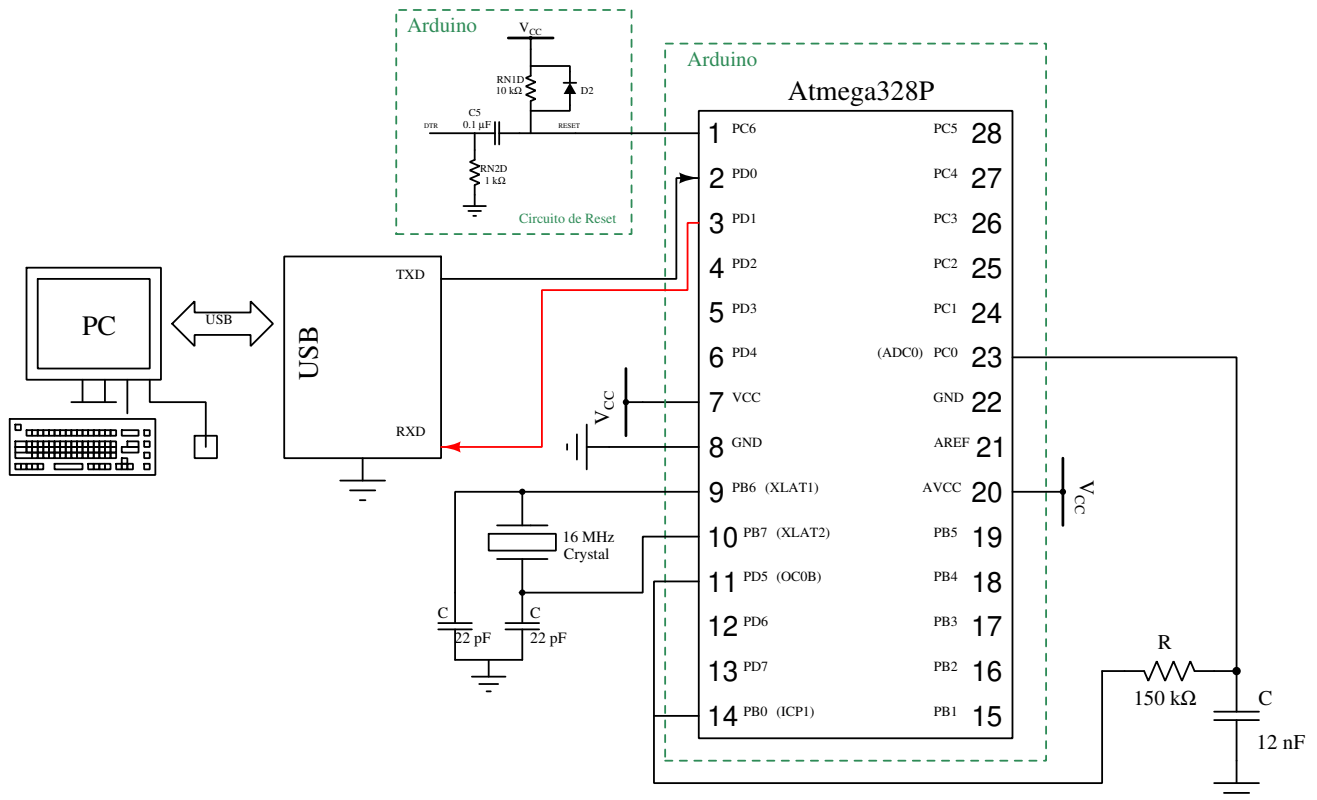 Arduino
V_CC
RN1D
10 kΩ
D2
C5
0.1 µF
DTR
RESET
RN2D
1 kΩ
Circuito de Reset
Arduino
Atmega328P
1 PC6
2 PD0
3 PD1
4 PD2
5 PD3
6 PD4
7 VCC
8 GND
9 PB6 (XLAT1)
10 PB7 (XLAT2)
11 PD5 (OC0B)
12 PD6
13 PD7
14 PB0 (ICP1)
PC5 28
PC4 27
PC3 26
PC2 25
PC1 24
(ADC0) PC0 23
GND 22
AREF 21
AVCC 20
PB5 19
PB4 18
PB3 17
PB2 16
PB1 15
PC
USB
USB
TXD
RXD
V_CC
V_CC
16 MHz
Crystal
C
22 pF
C
22 pF
R
150 kΩ
C
12 nF